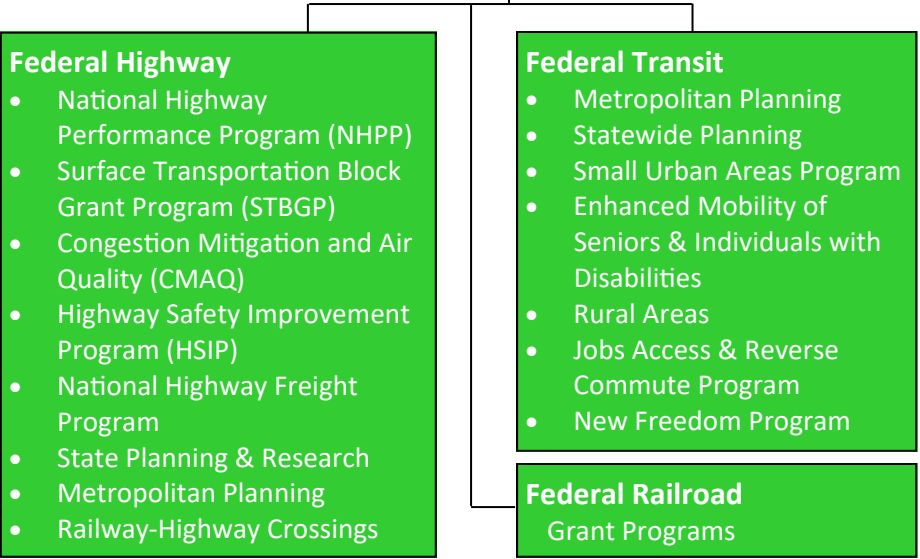 Federal Highway
• National Highway
Performance Program (NHPP)
• Surface Transportation Block
Grant Program (STBGP)
• Congestion Mitigation and Air
Quality (CMAQ)
• Highway Safety Improvement
Program (HSIP)
• National Highway Freight
Program
• State Planning & Research
• Metropolitan Planning
• Railway-Highway Crossings
Federal Transit
• Metropolitan Planning
• Statewide Planning
• Small Urban Areas Program
• Enhanced Mobility of
Seniors & Individuals with
Disabilities
• Rural Areas
• Jobs Access & Reverse
Commute Program
• New Freedom Program
Federal Railroad
Grant Programs